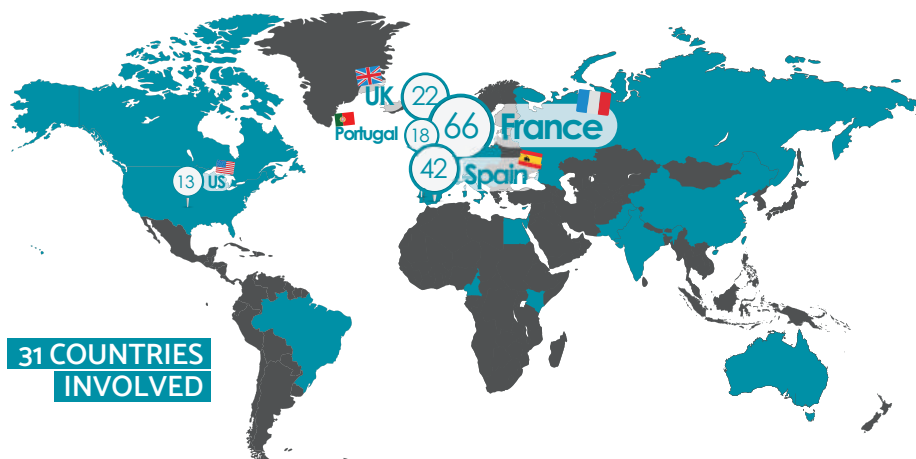 UK 22
Portugal 18
66 France
42 Spain
13 US
31 COUNTRIES
INVOLVED